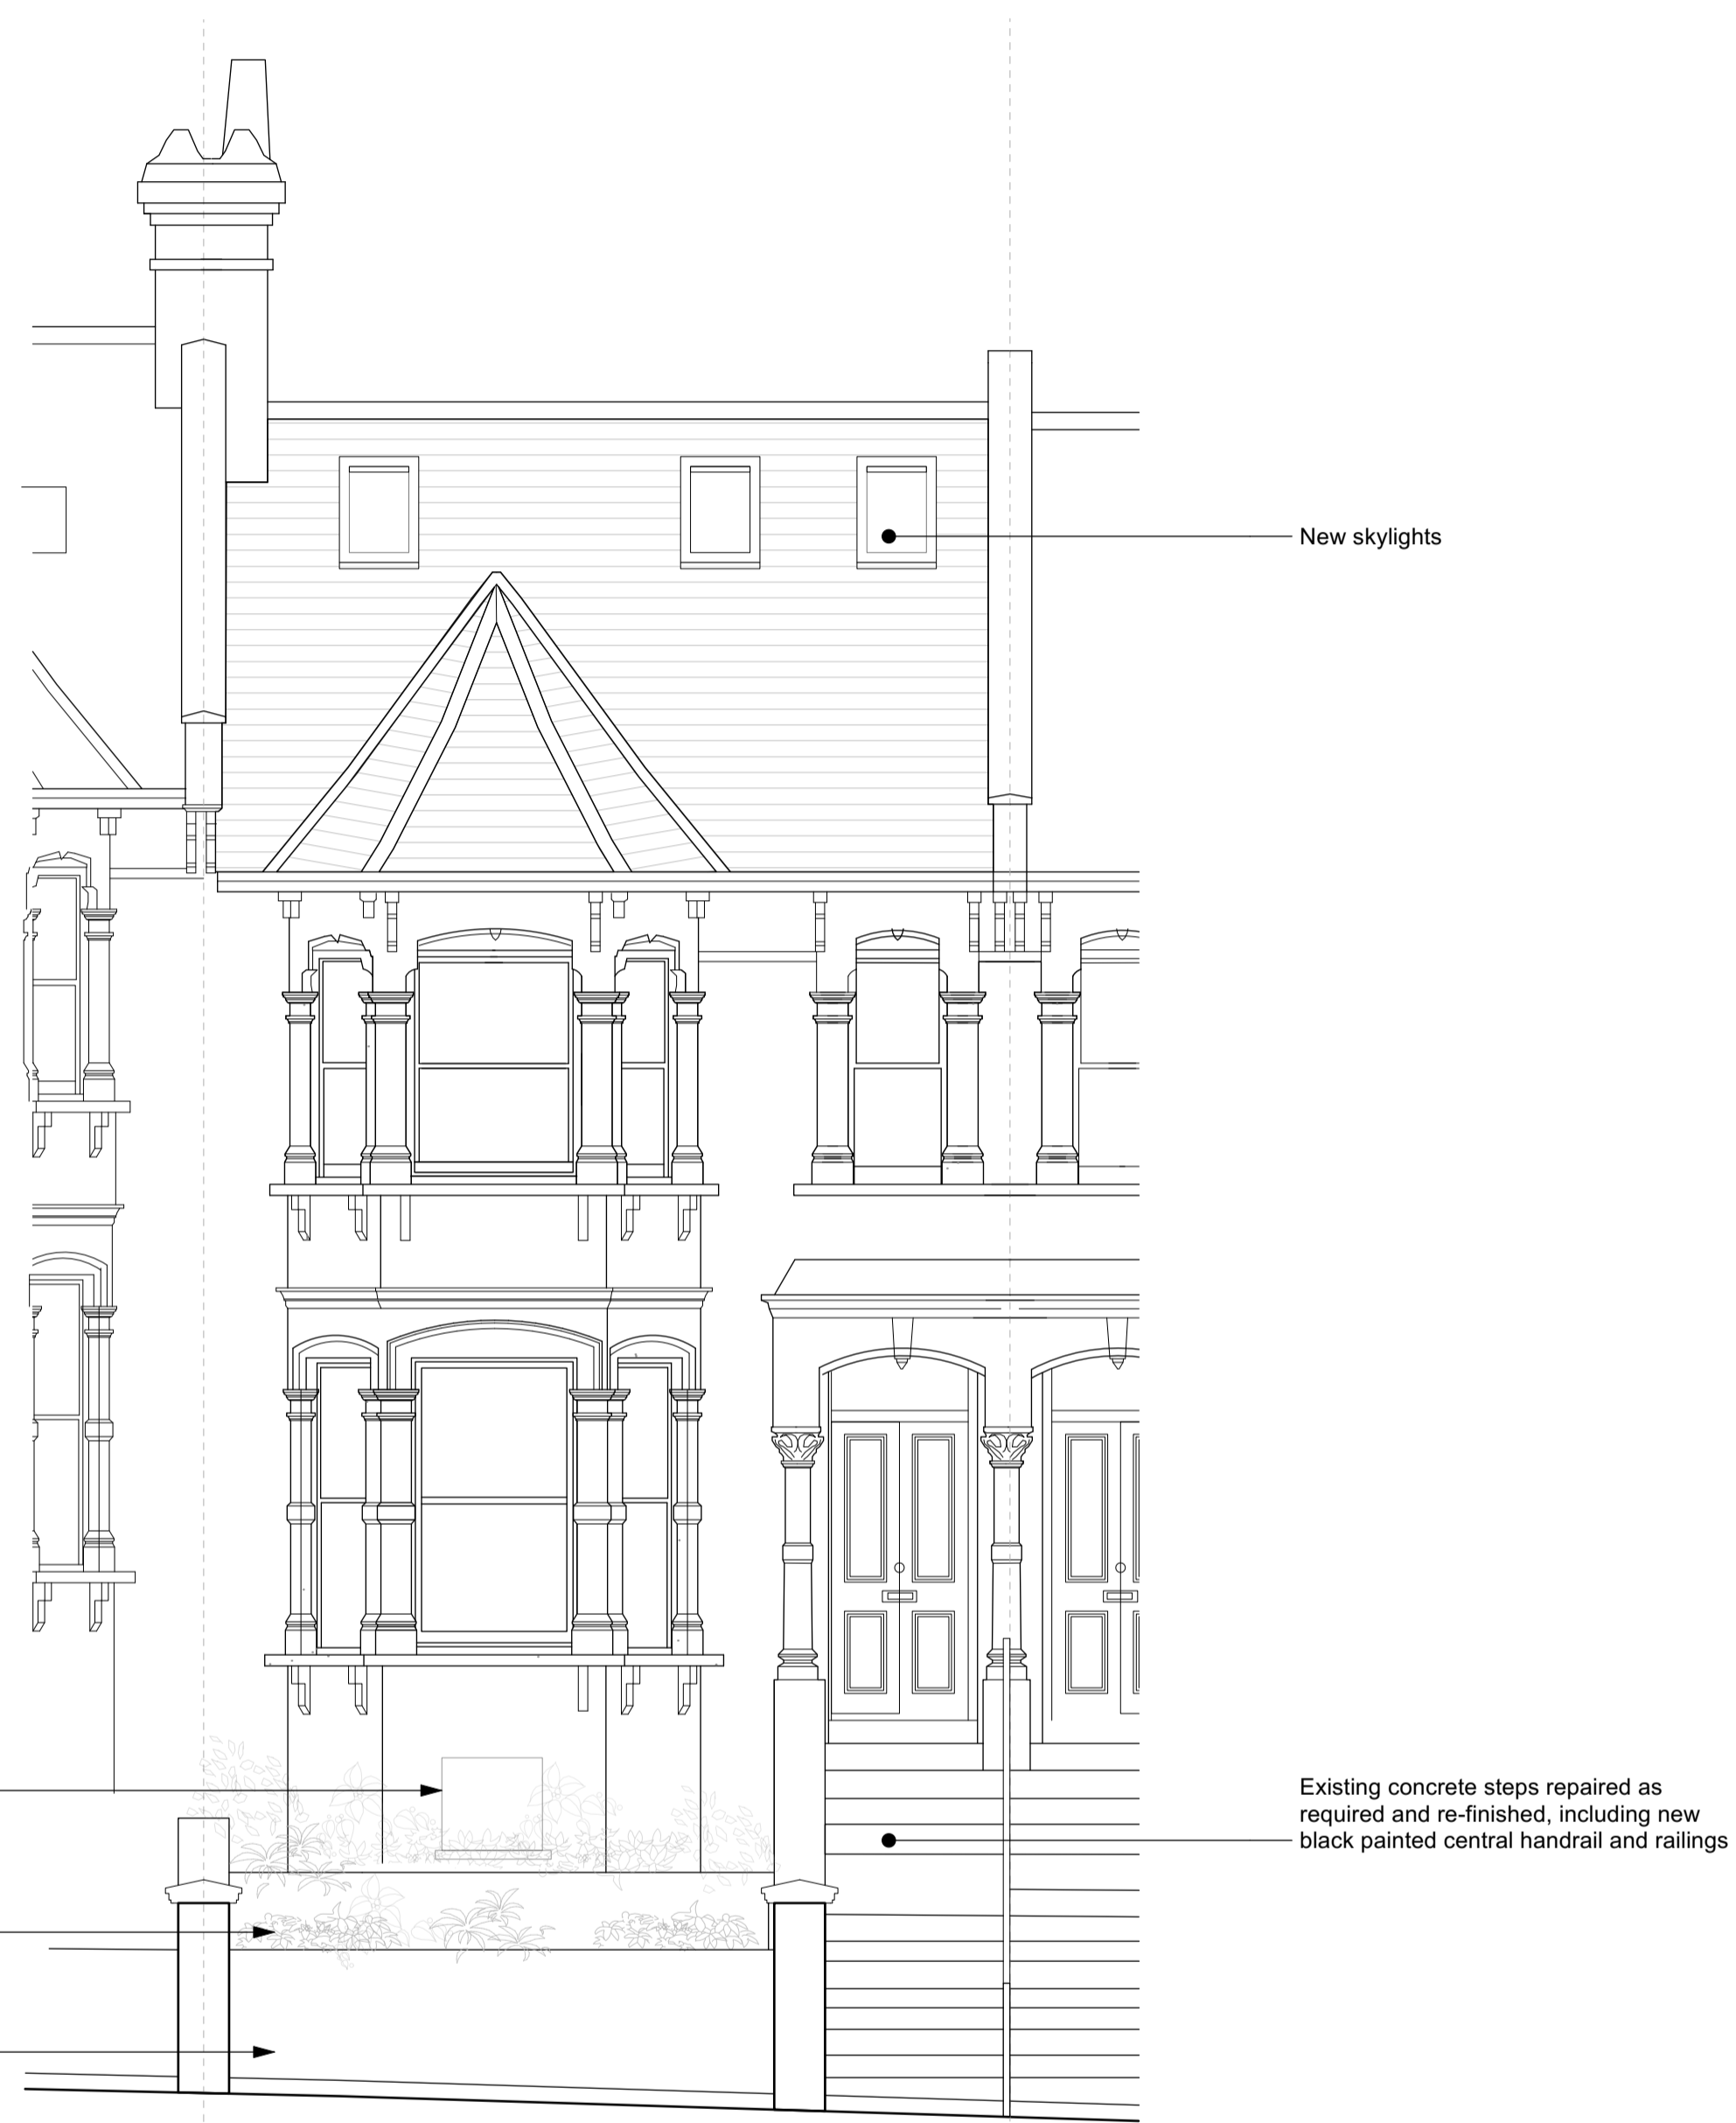 New skylights
Existing concrete steps repaired as
required and re-finished, including new
black painted central handrail and railings